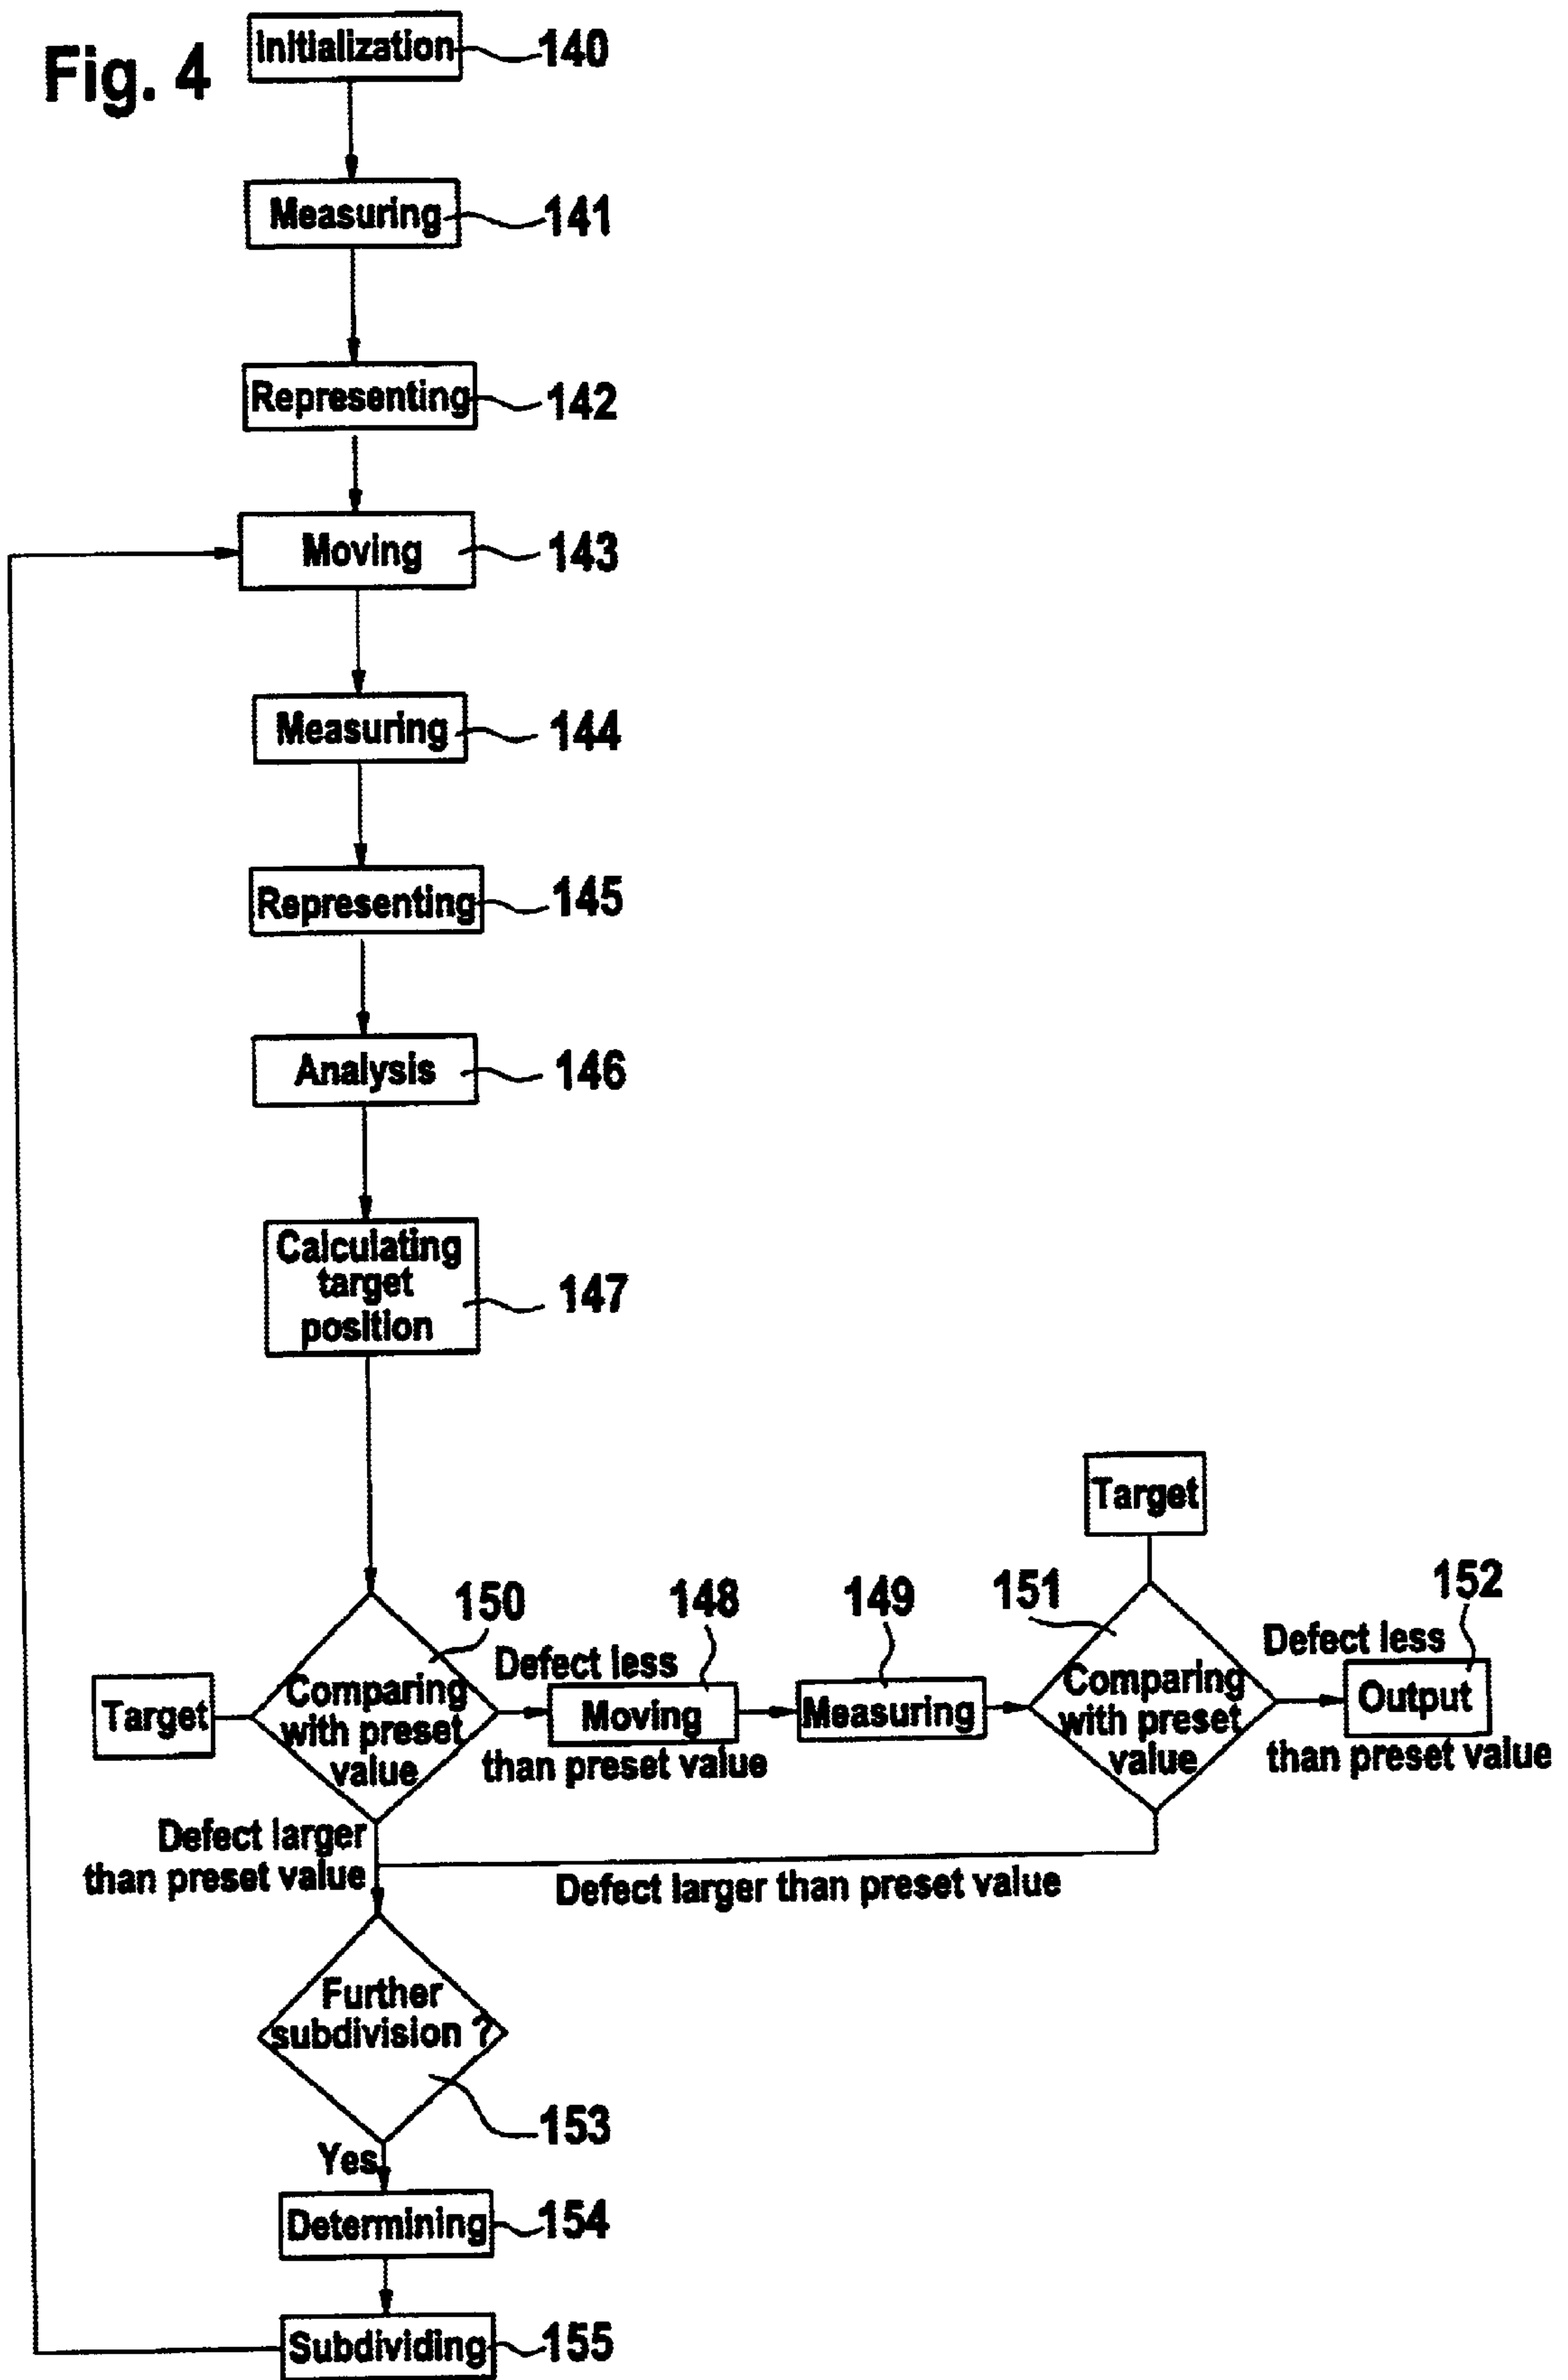 Fig. 4
Initialization 140
Measuring 141
Representing 142
Moving 143
Measuring 144
Representing 145
Analysis 146
Calculating
target
position
147
Target
150
Comparing
with preset
value
Target
Defect less
than preset value
148
Moving
149
Measuring
151
Comparing
with preset
value
Target
Defect less
than preset value
152
Output
Defect larger
than preset value
Defect larger than preset value
Further
subdivision ?
153
Yes
Determining 154
Subdividing 155